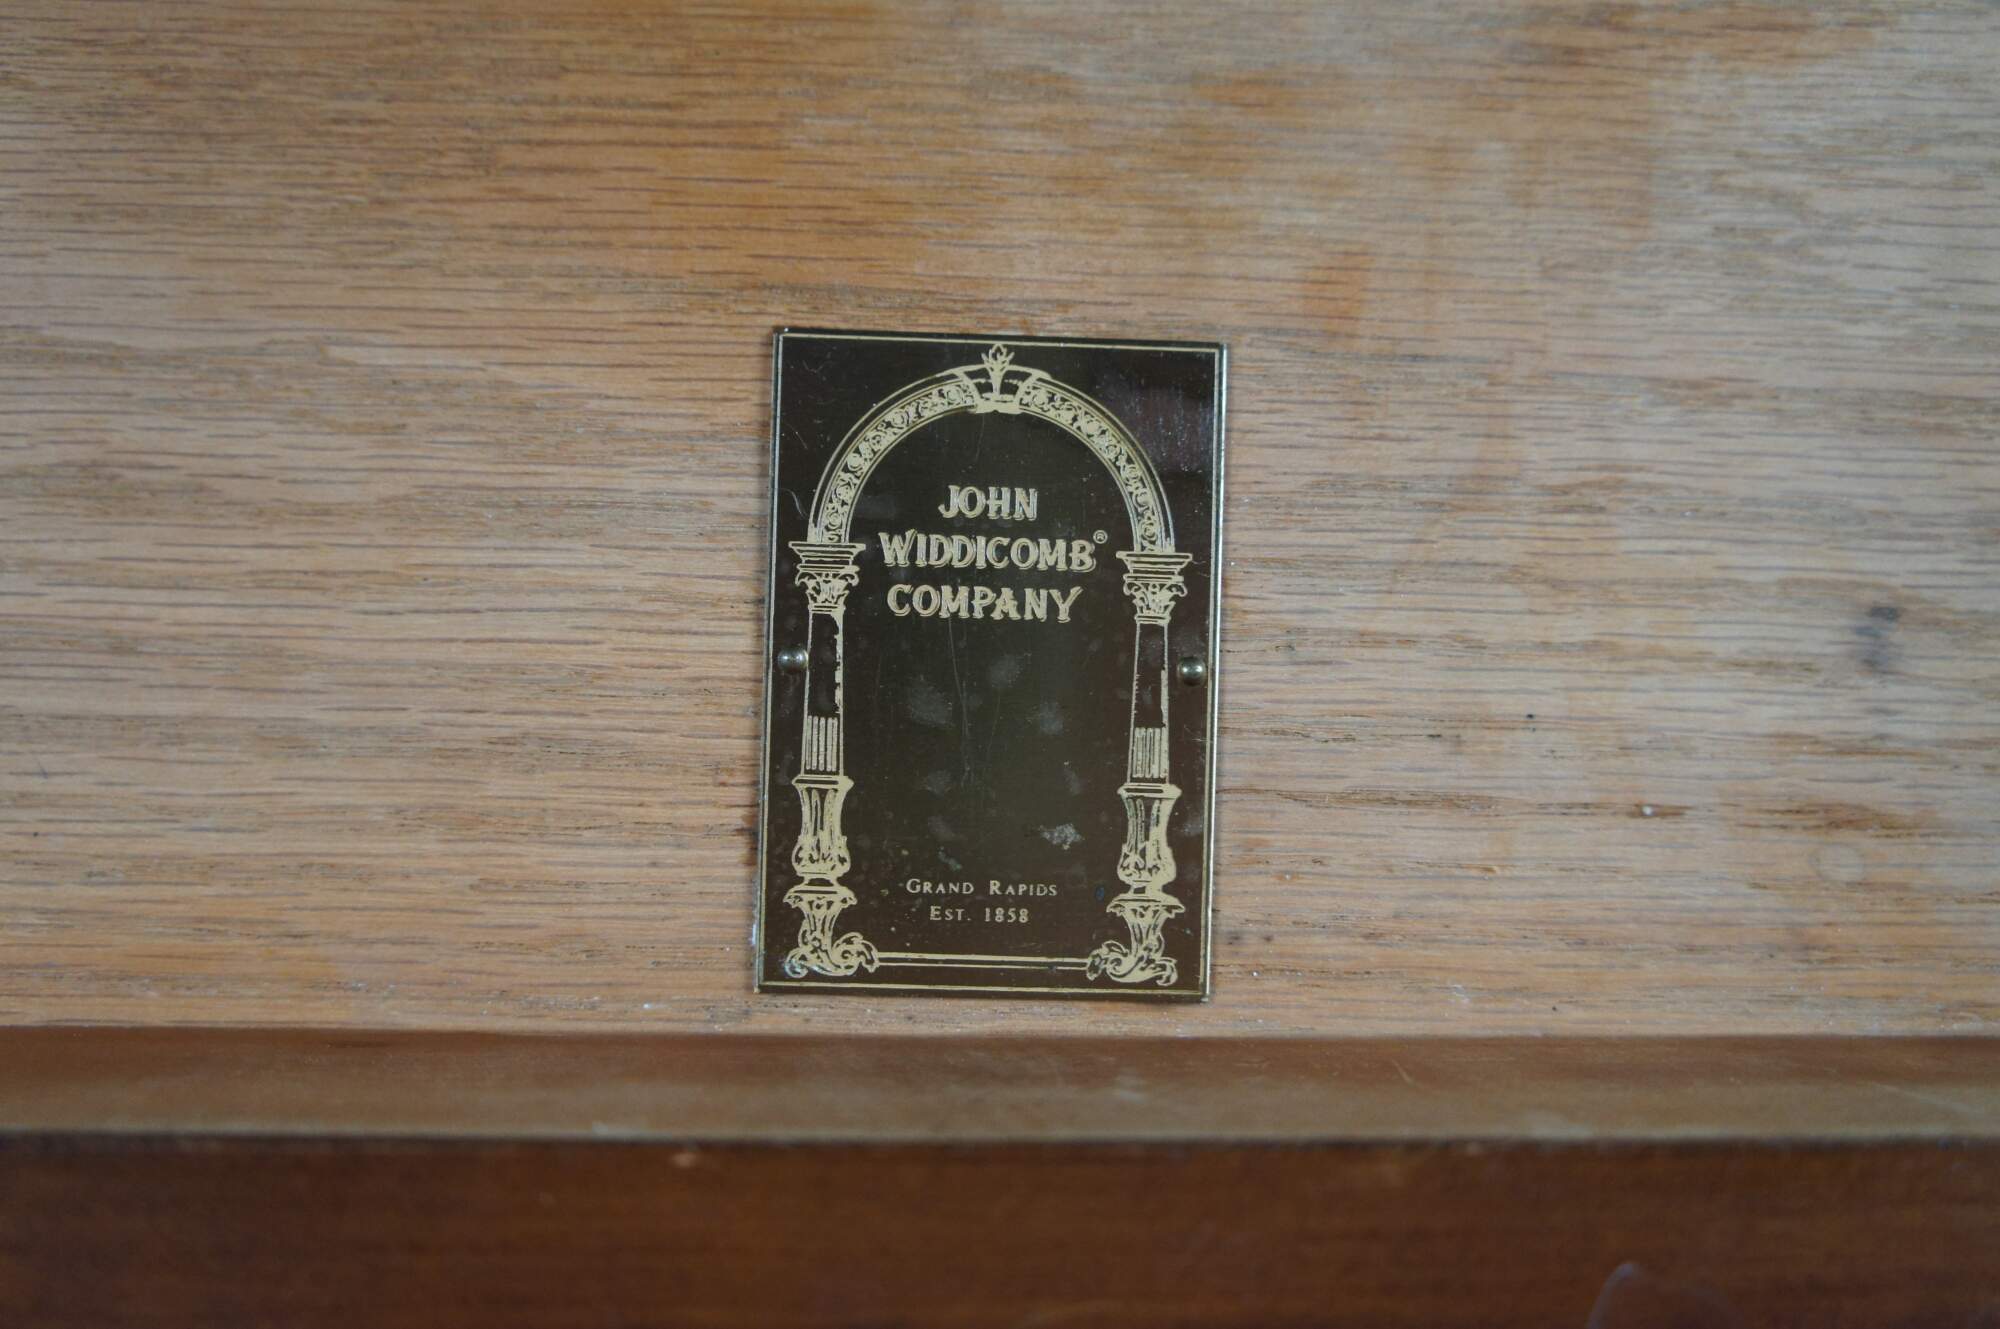 JOHN
WIDDICOMB®
COMPANY
GRAND RAPIDS
EST. 1858